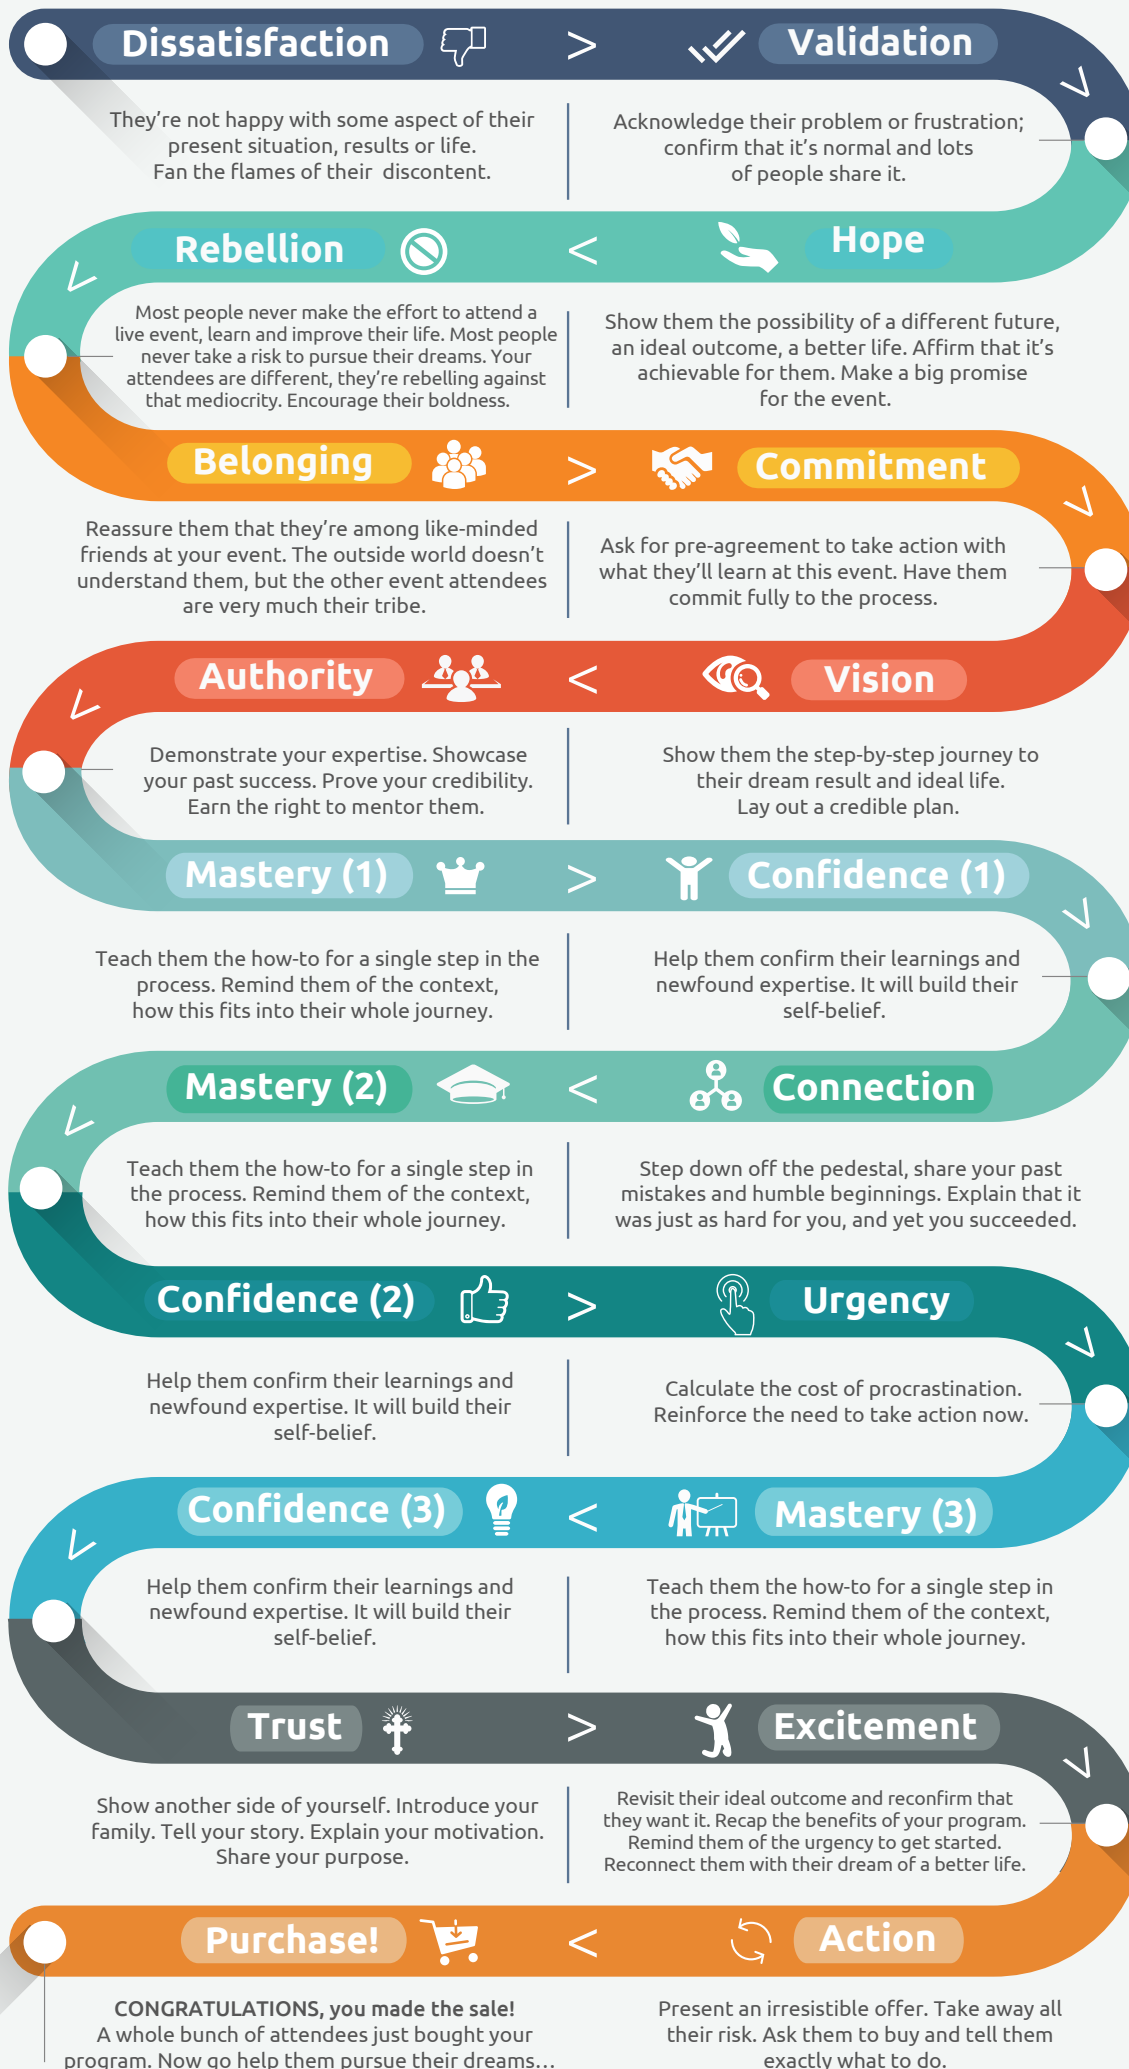 Dissatisfaction > Validation
They're not happy with some aspect of their
present situation, results or life.
Fan the flames of their discontent.
Acknowledge their problem or frustration;
confirm that it's normal and lots
of people share it.
Hope
Show them the possibility of a different future,
an ideal outcome, a better life. Affirm that it's
achievable for them. Make a big promise
for the event.
< Rebellion
Most people never make the effort to attend a
live event, learn and improve their life. Most people
never take a risk to pursue their dreams. Your
attendees are different, they're rebelling against
that mediocrity. Encourage their boldness.
Belonging > Commitment
Reassure them that they're among like-minded
friends at your event. The outside world doesn't
understand them, but the other event attendees
are very much their tribe.
Ask for pre-agreement to take action with
what they'll learn at this event. Have them
commit fully to the process.
Vision
Show them the step-by-step journey to
their dream result and ideal life.
Lay out a credible plan.
< Authority
Demonstrate your expertise. Showcase
your past success. Prove your credibility.
Earn the right to mentor them.
Mastery (1) > Confidence (1)
Teach them the how-to for a single step in the
process. Remind them of the context,
how this fits into their whole journey.
Help them confirm their learnings and
newfound expertise. It will build their
self-belief.
Connection
Step down off the pedestal, share your past
mistakes and humble beginnings. Explain that it
was just as hard for you, and yet you succeeded.
< Mastery (2)
Teach them the how-to for a single step in
the process. Remind them of the context,
how this fits into their whole journey.
Confidence (2) > Urgency
Help them confirm their learnings and
newfound expertise. It will build their
self-belief.
Calculate the cost of procrastination.
Reinforce the need to take action now.
Mastery (3)
Teach them the how-to for a single step in
the process. Remind them of the context,
how this fits into their whole journey.
< Confidence (3)
Help them confirm their learnings and
newfound expertise. It will build their
self-belief.
Trust > Excitement
Show another side of yourself. Introduce your
family. Tell your story. Explain your motivation.
Share your purpose.
Revisit their ideal outcome and reconfirm that
they want it. Recap the benefits of your program.
Remind them of the urgency to get started.
Reconnect them with their dream of a better life.
Action
Present an irresistible offer. Take away all
their risk. Ask them to buy and tell them
exactly what to do.
< Purchase!
CONGRATULATIONS, you made the sale!
A whole bunch of attendees just bought your
program. Now go help them pursue their dreams...